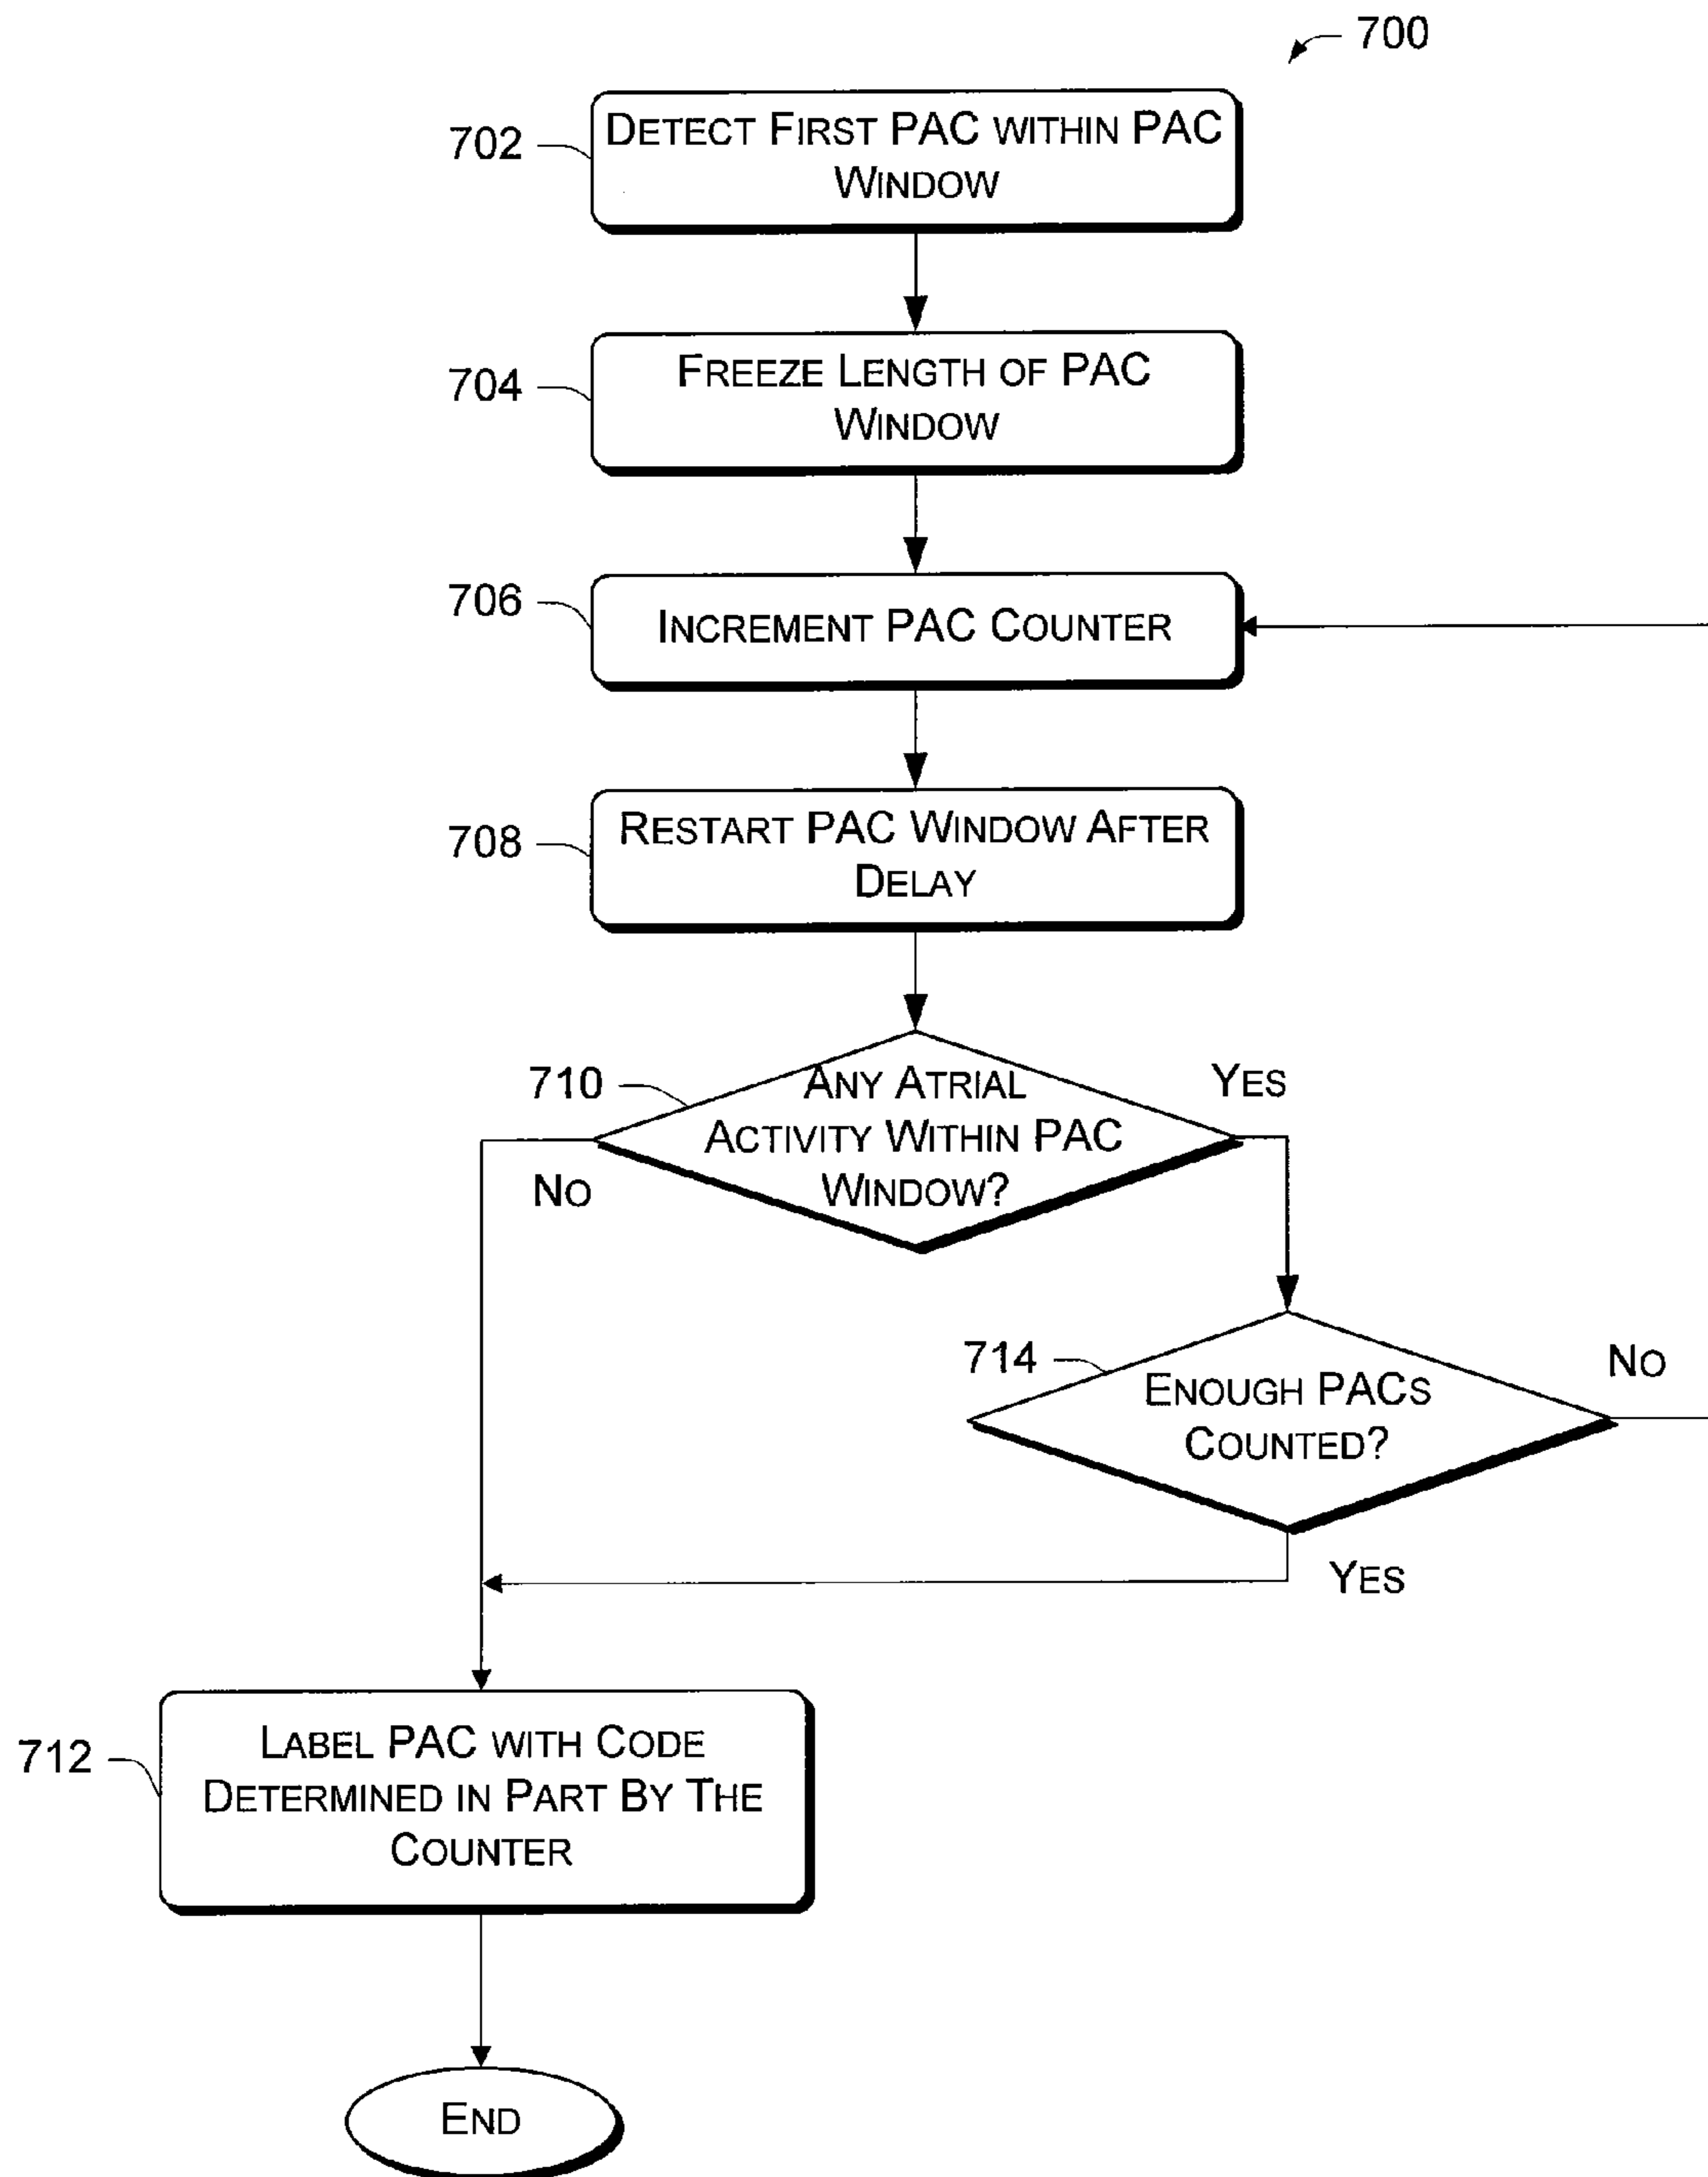 700
702
DETECT FIRST PAC WITHIN PAC
WINDOW
704
FREEZE LENGTH OF PAC
WINDOW
706
INCREMENT PAC COUNTER
708
RESTART PAC WINDOW AFTER
DELAY
710
ANY ATRIAL
ACTIVITY WITHIN PAC
WINDOW?
YES
NO
714
ENOUGH PACS
COUNTED?
NO
YES
712
LABEL PAC WITH CODE
DETERMINED IN PART BY THE
COUNTER
END